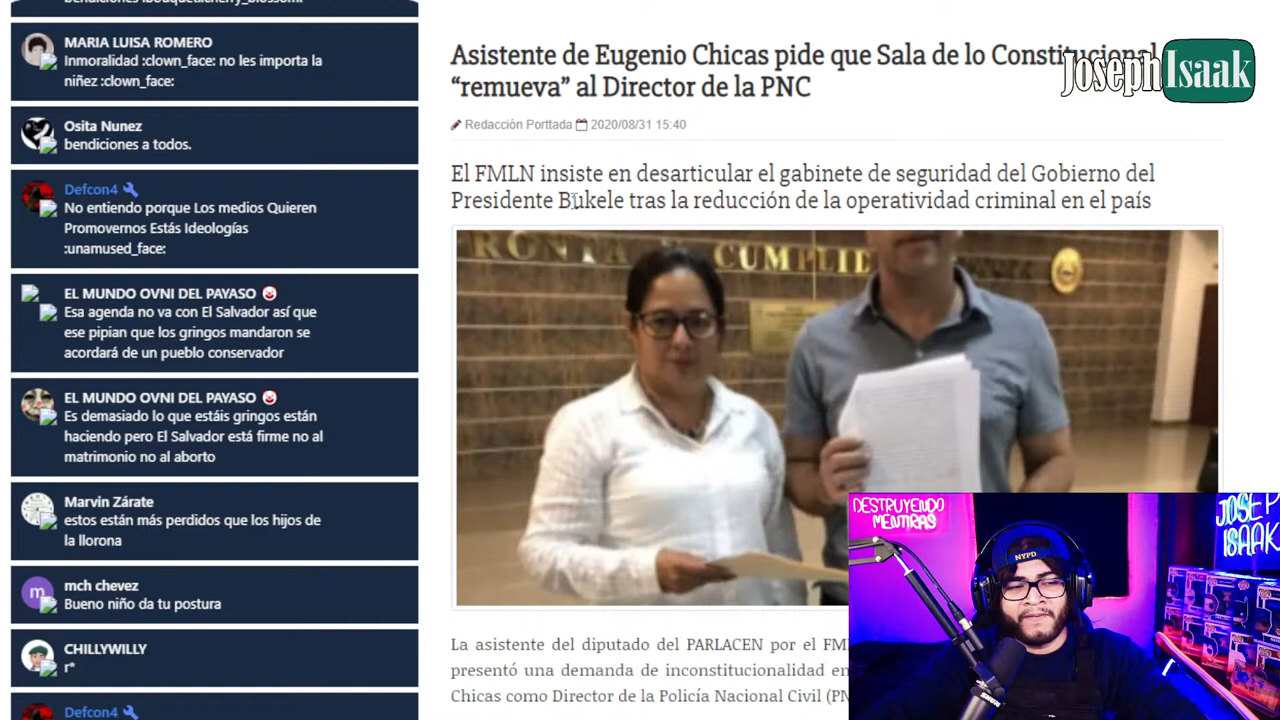 bendiciones :bouquet::cherry_blossom:
MARIA LUISA ROMERO
Inmoralidad :clown_face: no les importa la
niñez :clown_face:
Osita Nunez
bendiciones a todos.
Defcon4
No entiendo porque Los medios Quieren
Promovernos Estás Ideologías
:unamused_face:
EL MUNDO OVNI DEL PAYASO 🤡
Esa agenda no va con El Salvador así que
ese pipian que los gringos mandaron se
acordará de un pueblo conservador
EL MUNDO OVNI DEL PAYASO 🤡
Es demasiado lo que estáis gringos están
haciendo pero El Salvador está firme no al
matrimonio no al aborto
Marvin Zárate
estos están más perdidos que los hijos de
la llorona
m
mch chevez
Bueno niño da tu postura
CHILLYWILLY
r*
Defcon4
Asistente de Eugenio Chicas pide que Sala de lo Constitucional
“remueva” al Director de la PNC
Joseph Isaak
Redacción Porttada 2020/08/31 15:40
El FMLN insiste en desarticular el gabinete de seguridad del Gobierno del
Presidente Bukele tras la reducción de la operatividad criminal en el país
CUMPLID
La asistente del diputado del PARLACEN por el FM
presentó una demanda de inconstitucionalidad en
Chicas como Director de la Policía Nacional Civil (PN
DESTRUYENDO
MENTIRAS
NYPD
JOSEP
ISAAK